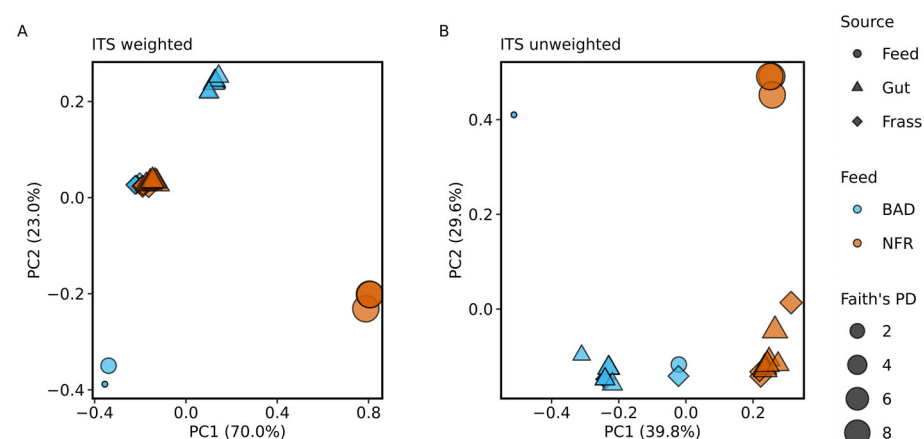 A
ITS weighted
0.2
0.0
−0.2
−0.4
−0.4
0.0
0.4
0.8
PC2 (23.0%)
PC1 (70.0%)
B
ITS unweighted
0.4
0.2
0.0
−0.4
−0.2
0.0
0.2
PC2 (29.6%)
PC1 (39.8%)
Source
Feed
Gut
Frass
Feed
BAD
NFR
Faith's PD
2
4
6
8